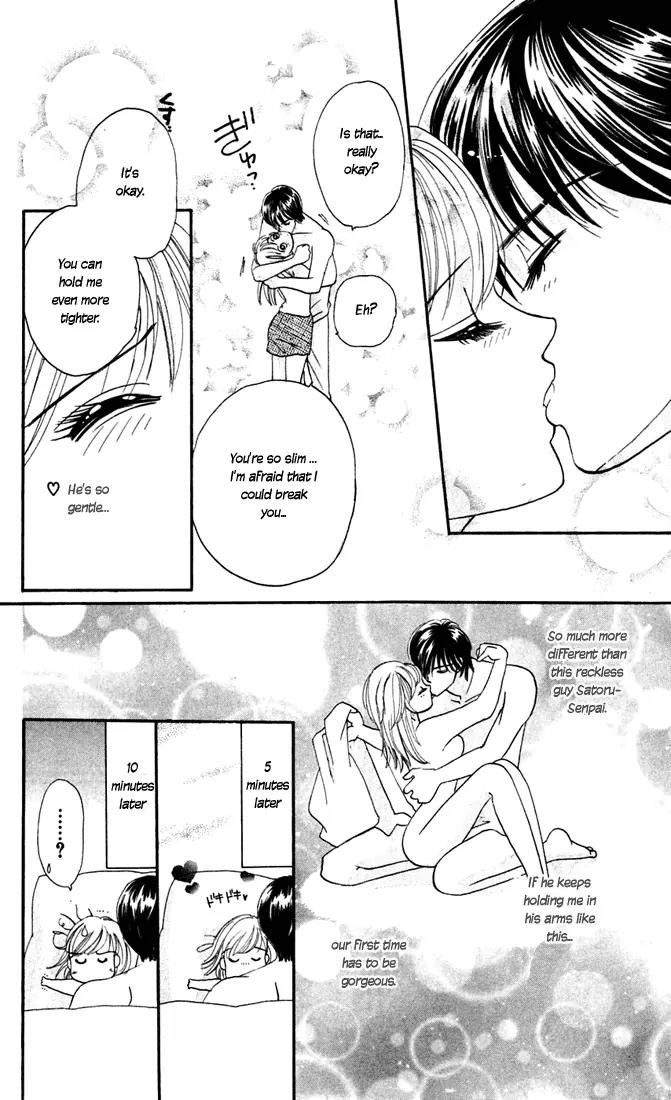 Is that...
really
okay?
Eh?
ぎゅっ?
くす
It's
okay.
You can
hold me
even more
tighter.
You're so slim ...
I'm afraid that I
could break
you...
♡ He's so
gentle...
So much more
different than
this reckless
guy Satoru-
Senpai.
IF he keeps
holding me in
his arms like
this...
our first time
has to be
gorgeous.
5
minutes
later
ドキドキ♥
10
minutes
later
......?